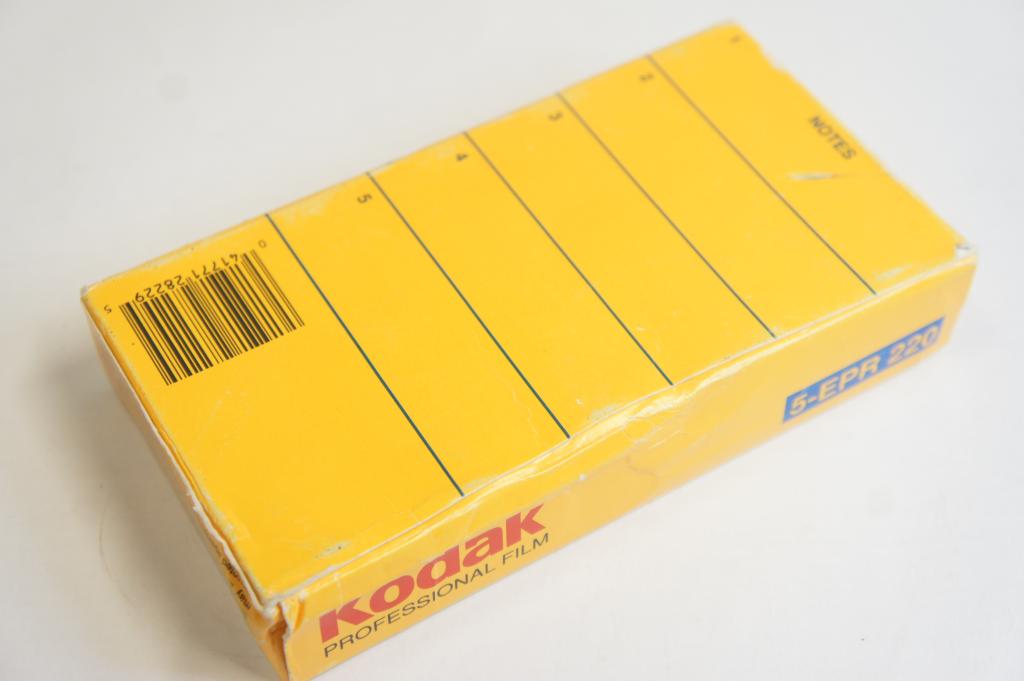 NOTES
1
2
3
4
5
0 41771 28229 5
Kodak
PROFESSIONAL FILM
5-EPR 220